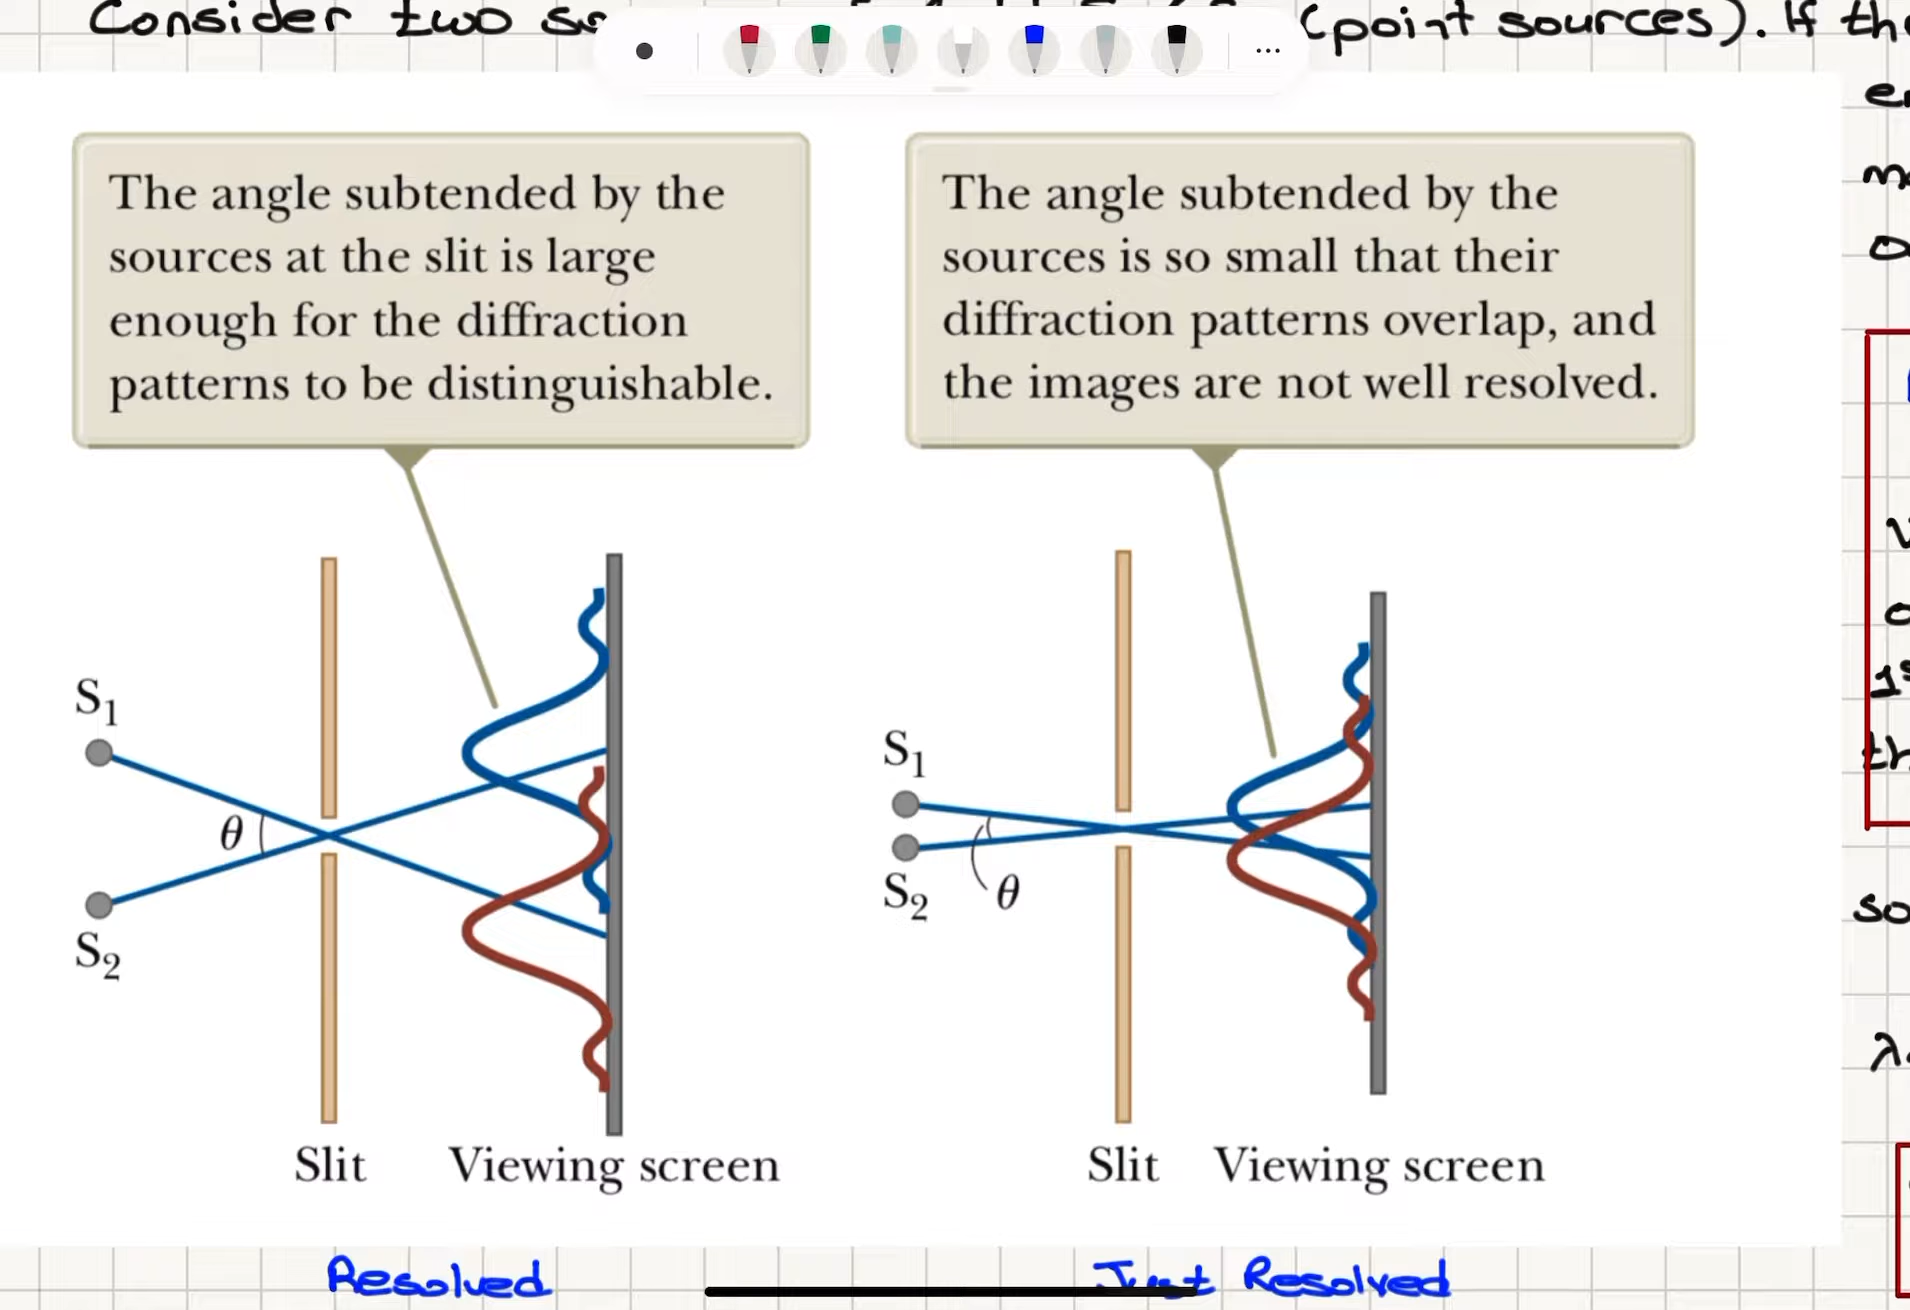 Consider two (point sources). If the
The angle subtended by the
sources at the slit is large
enough for the diffraction
patterns to be distinguishable.
The angle subtended by the
sources is so small that their
diffraction patterns overlap, and
the images are not well resolved.
S1
θ
S2
Slit
Viewing screen
S1
S2
θ
Slit
Viewing screen
Resolved
Just Resolved